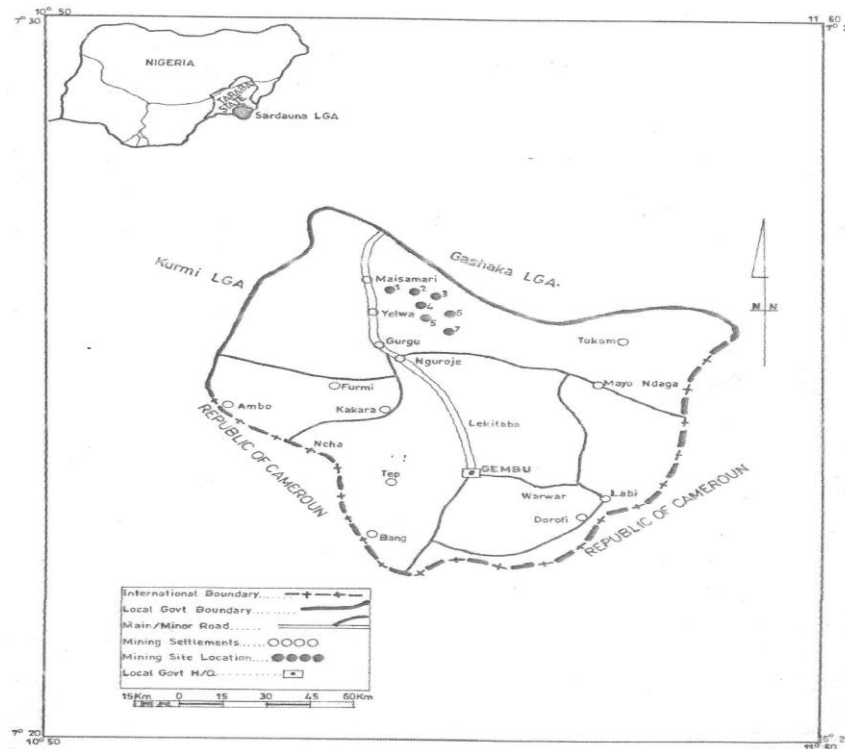 10 50
11 50
7 30
NIGERIA
TARABA
STATE
Sardauna LGA
Kurmi LGA
Gashaka LGA.
Maisamari
1
2
3
4
Yelwa
5
6
7
N N
Gurgu
Tokam
Nguroje
Furmi
Mayo Ndaga
Ambo
Kakara
Lekitaba
REPUBLIC OF CAMEROUN
Ncha
GEMBU
Tep
Warwar
Labi
Dorofi
REPUBLIC OF CAMEROUN
Bang
International Boundary
Local Govt Boundary
Main/Minor Road
Mining Settlements
Mining Site Location
Local Govt H/Q
15Km 0 15 30 45 50Km
7 20
10 50
11 50